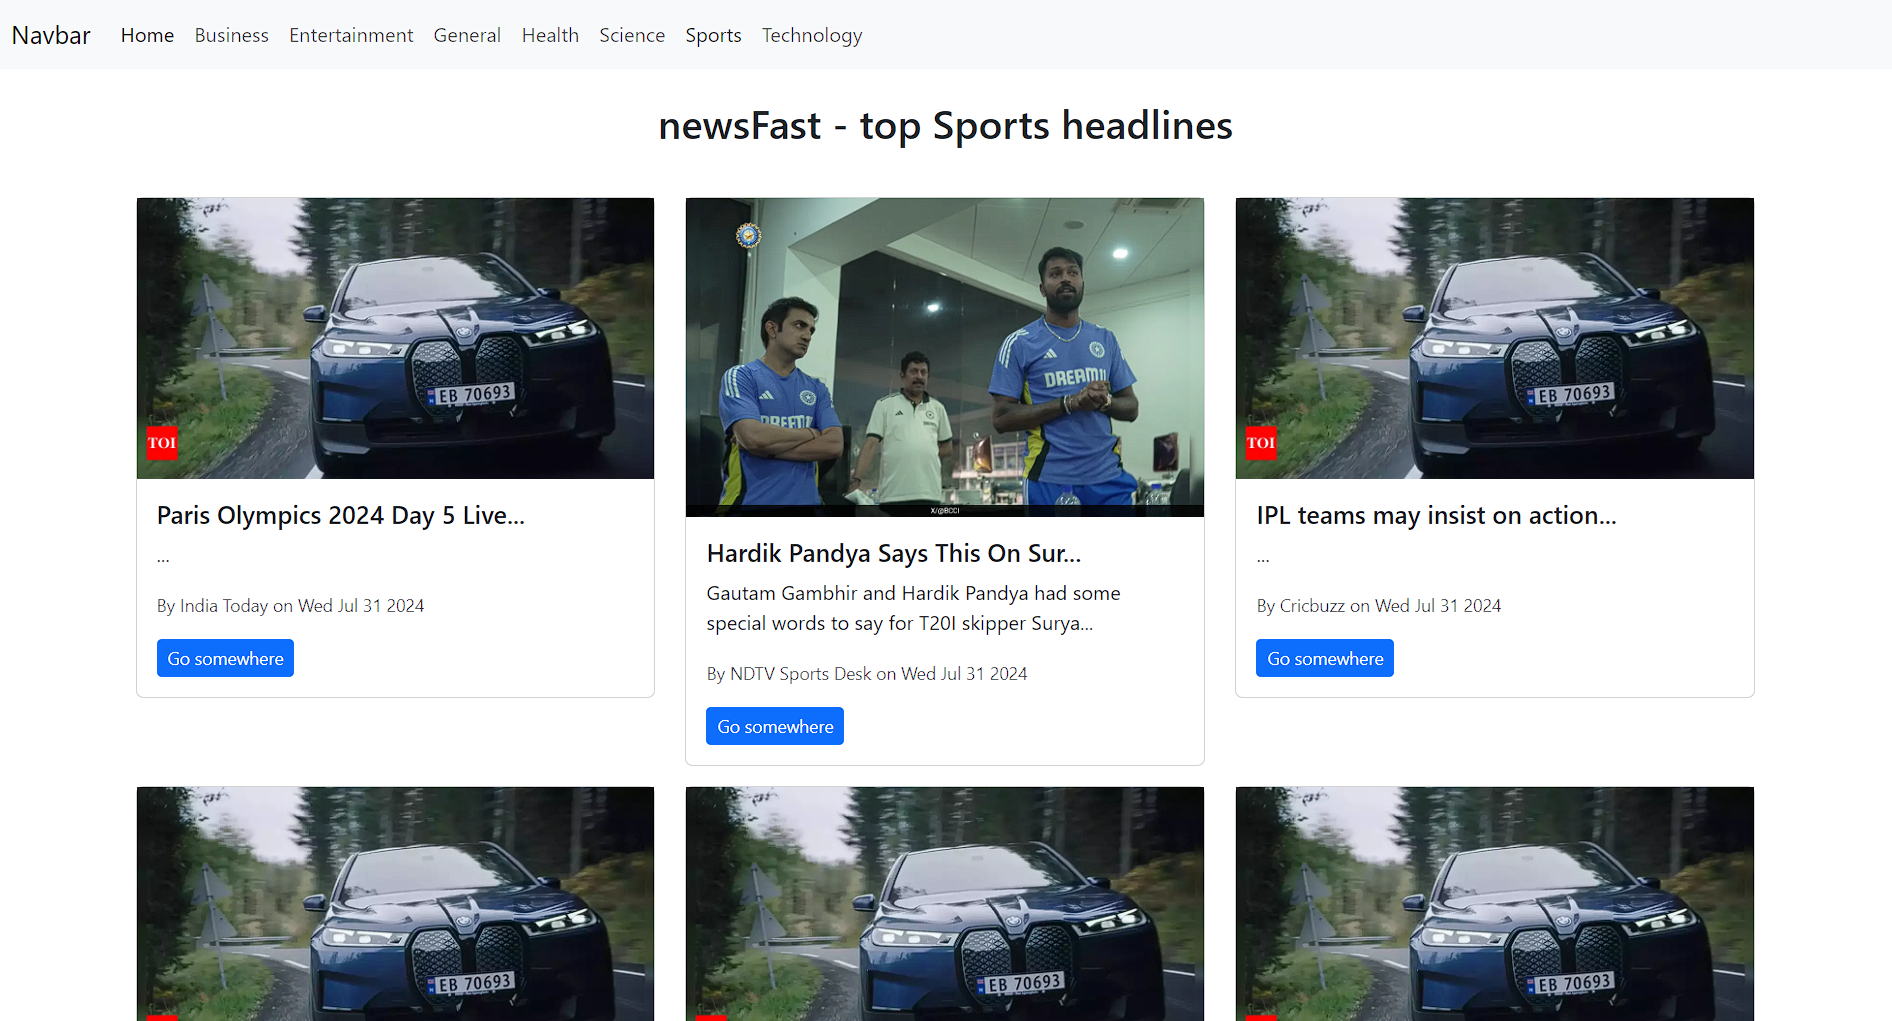 Navbar Home Business Entertainment General Health Science Sports Technology
newsFast - top Sports headlines
EB 70693
TOI
Paris Olympics 2024 Day 5 Live...
...
By India Today on Wed Jul 31 2024
Go somewhere
DREAM11
DREAM11
X/@BCCI
Hardik Pandya Says This On Sur...
Gautam Gambhir and Hardik Pandya had some
special words to say for T20I skipper Surya...
By NDTV Sports Desk on Wed Jul 31 2024
Go somewhere
EB 70693
TOI
IPL teams may insist on action...
...
By Cricbuzz on Wed Jul 31 2024
Go somewhere
EB 70693
EB 70693
EB 70693